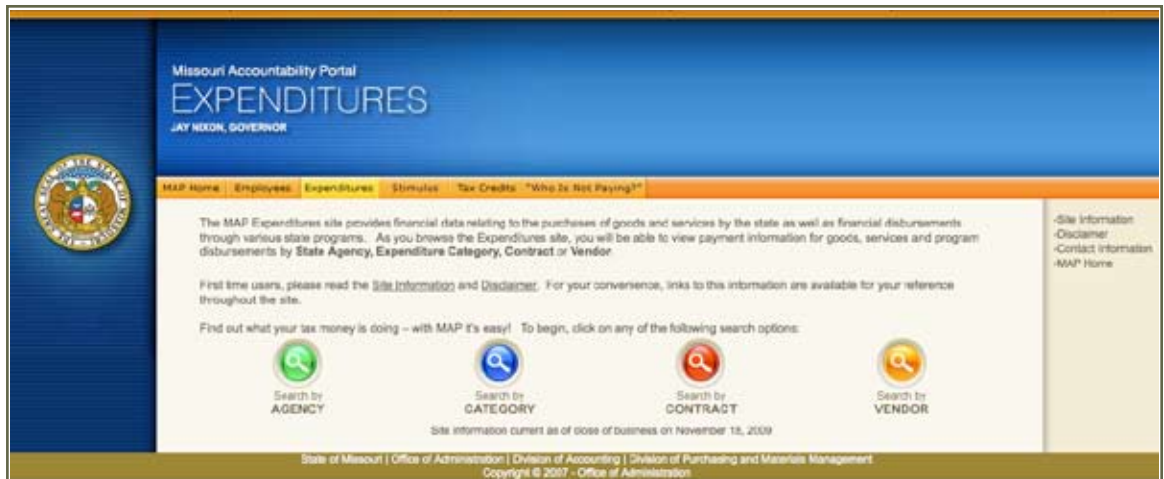 Missouri Accountability Portal
EXPENDITURES
JAY NIXON, GOVERNOR
MAP Home Employees Expenditures Stimulus Tax Credits "Who Is Not Paying?"
The MAP Expenditures site provides financial data relating to the purchases of goods and services by the state as well as financial disbursements
through various state programs. As you browse the Expenditures site, you will be able to view payment information for goods, services and program
disbursements by State Agency, Expenditure Category, Contract or Vendor
First time users, please read the Site Information and Disclaimer. For your convenience, links to this information are available for your reference
throughout the site.
Find out what your tax money is doing – with MAP it's easy! To begin, click on any of the following search options:
Search by
AGENCY
Search by
CATEGORY
Search by
CONTRACT
Search by
VENDOR
Site information current as of close of business on November 18, 2009
-Site Information
-Disclaimer
-Contact Information
-MAP Home
State of Missouri | Office of Administration | Division of Accounting | Division of Purchasing and Materials Management
Copyright © 2007 - Office of Administration